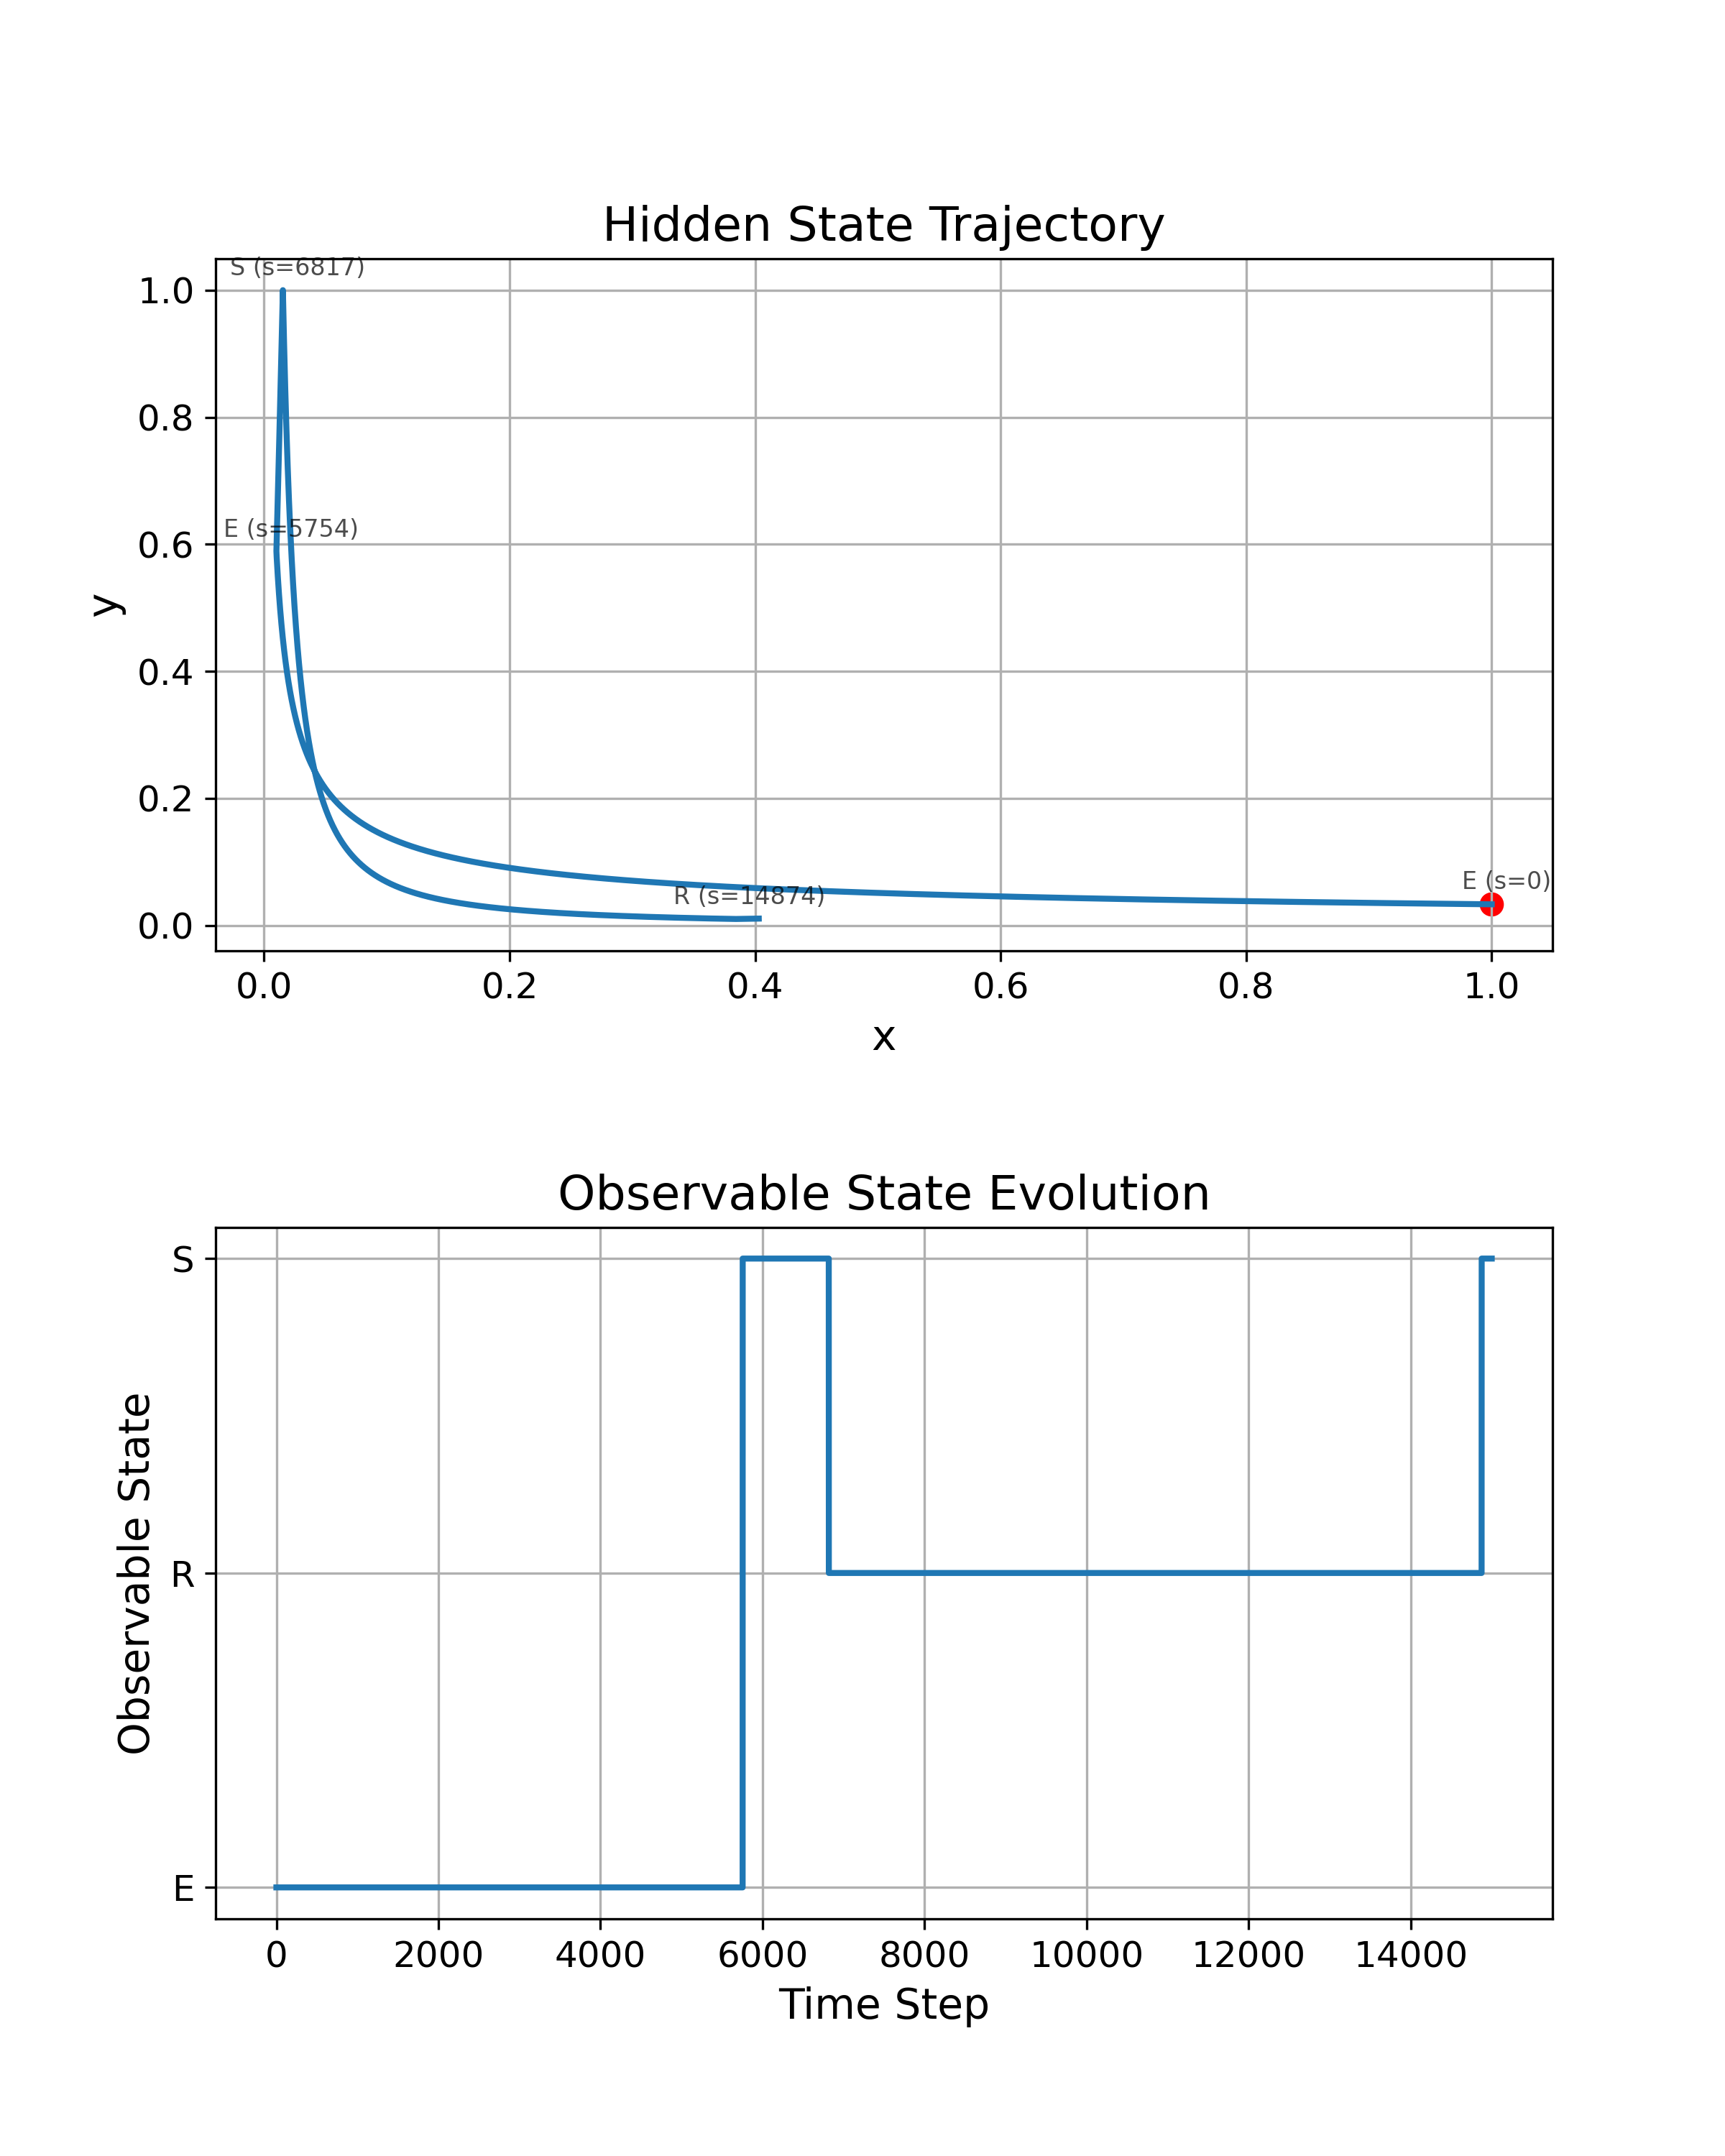 Hidden State Trajectory
S (s=6817)
1.0
0.8
E (s=5754)
0.6
y
0.4
0.2
E (s=0)
R (s=14874)
0.0
0.0 0.2 0.4 0.6 0.8 1.0
x
Observable State Evolution
S
Observable State
R
E
0 2000 4000 6000 8000 10000 12000 14000
Time Step